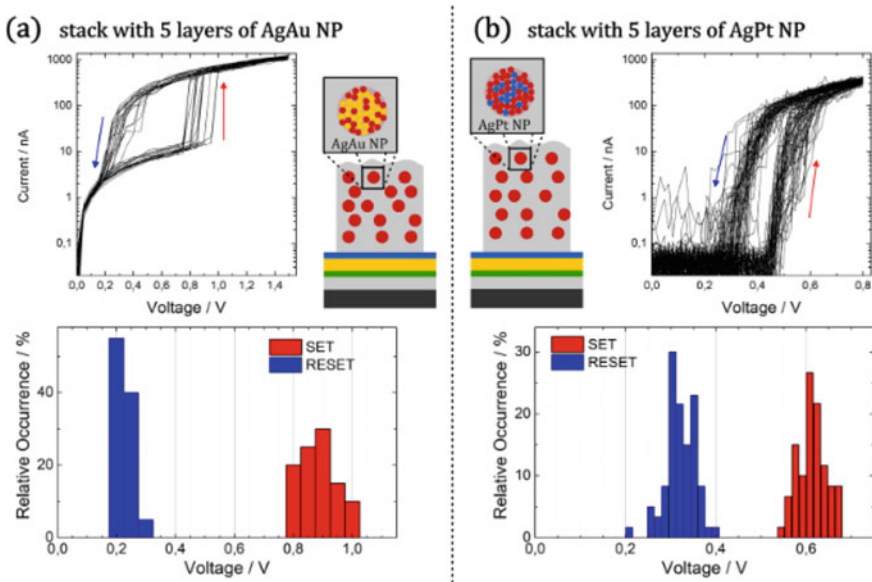 (a) stack with 5 layers of AgAu NP
1000
100
10
1
0,1
Current / nA
0,0 0,2 0,4 0,6 0,8 1,0 1,2 1,4
Voltage / V
AgAu NP
40
20
0
Relative Occurrence / %
SET
RESET
0,0 0,2 0,4 0,6 0,8 1,0
Voltage / V
(b) stack with 5 layers of AgPt NP
AgPt NP
1000
100
10
1
0,1
Current / nA
0,0 0,2 0,4 0,6 0,8
Voltage / V
30
20
10
0
Relative Occurrence / %
SET
RESET
0,0 0,2 0,4 0,6
Voltage / V